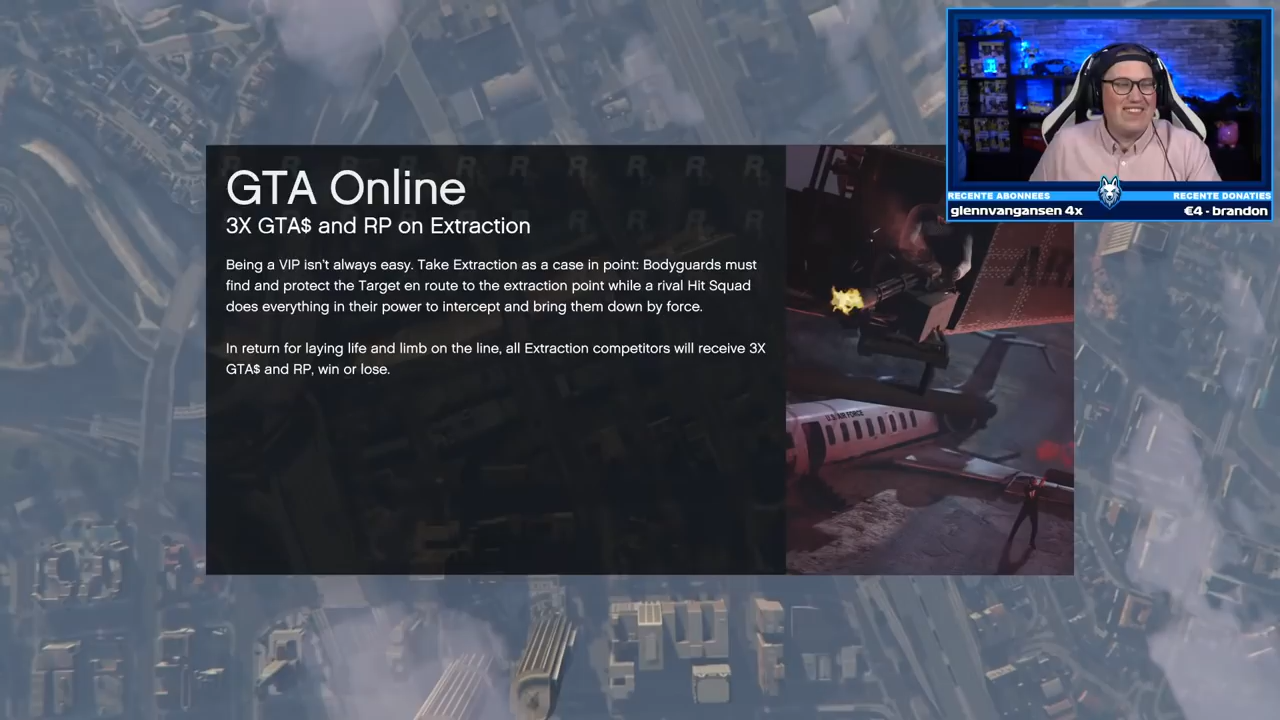 GTA Online
3X GTA$ and RP on Extraction
Being a VIP isn't always easy. Take Extraction as a case in point: Bodyguards must
find and protect the Target en route to the extraction point while a rival Hit Squad
does everything in their power to intercept and bring them down by force.
In return for laying life and limb on the line, all Extraction competitors will receive 3X
GTA$ and RP, win or lose.
RECENTE ABONNEES
RECENTE DONATIES
glennvangansen 4x
€4 - brandon
U.S. AIR FORCE